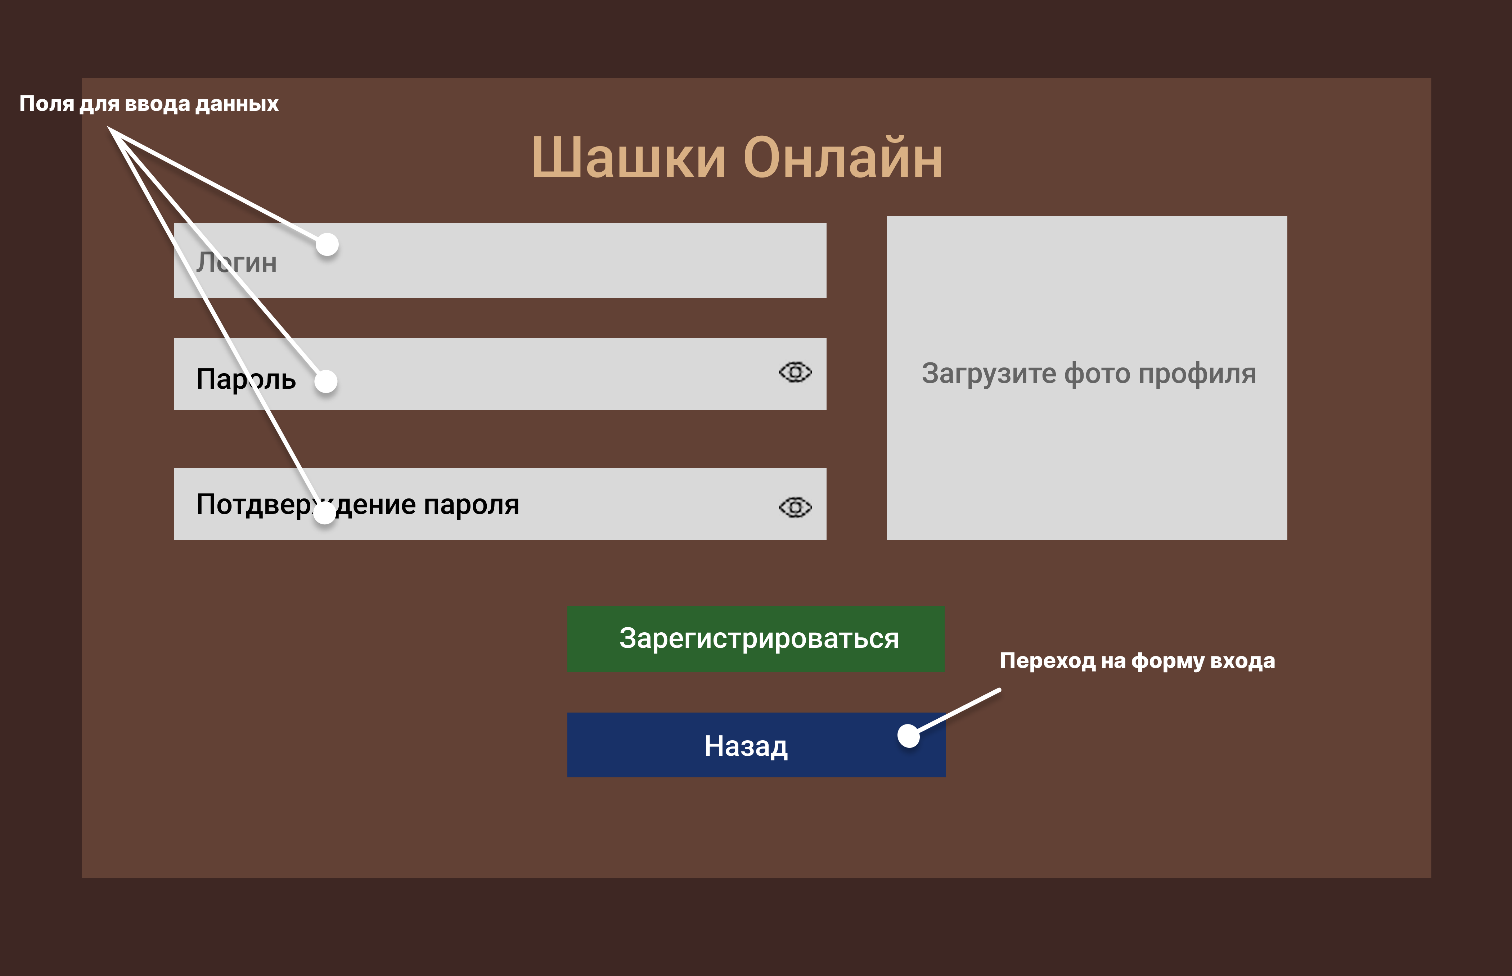 Поля для ввода данных
Шашки Онлайн
Логин
Пароль
Потдверждение пароля
Загрузите фото профиля
Зарегистрироваться
Переход на форму входа
Назад